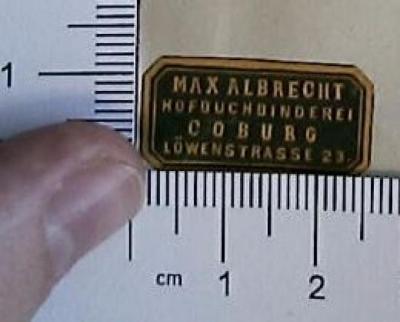 MAX ALBRECHT
HOFBUCHBINDEREI
COBURG
LÖWENSTRASSE 23.
1
cm 1 2